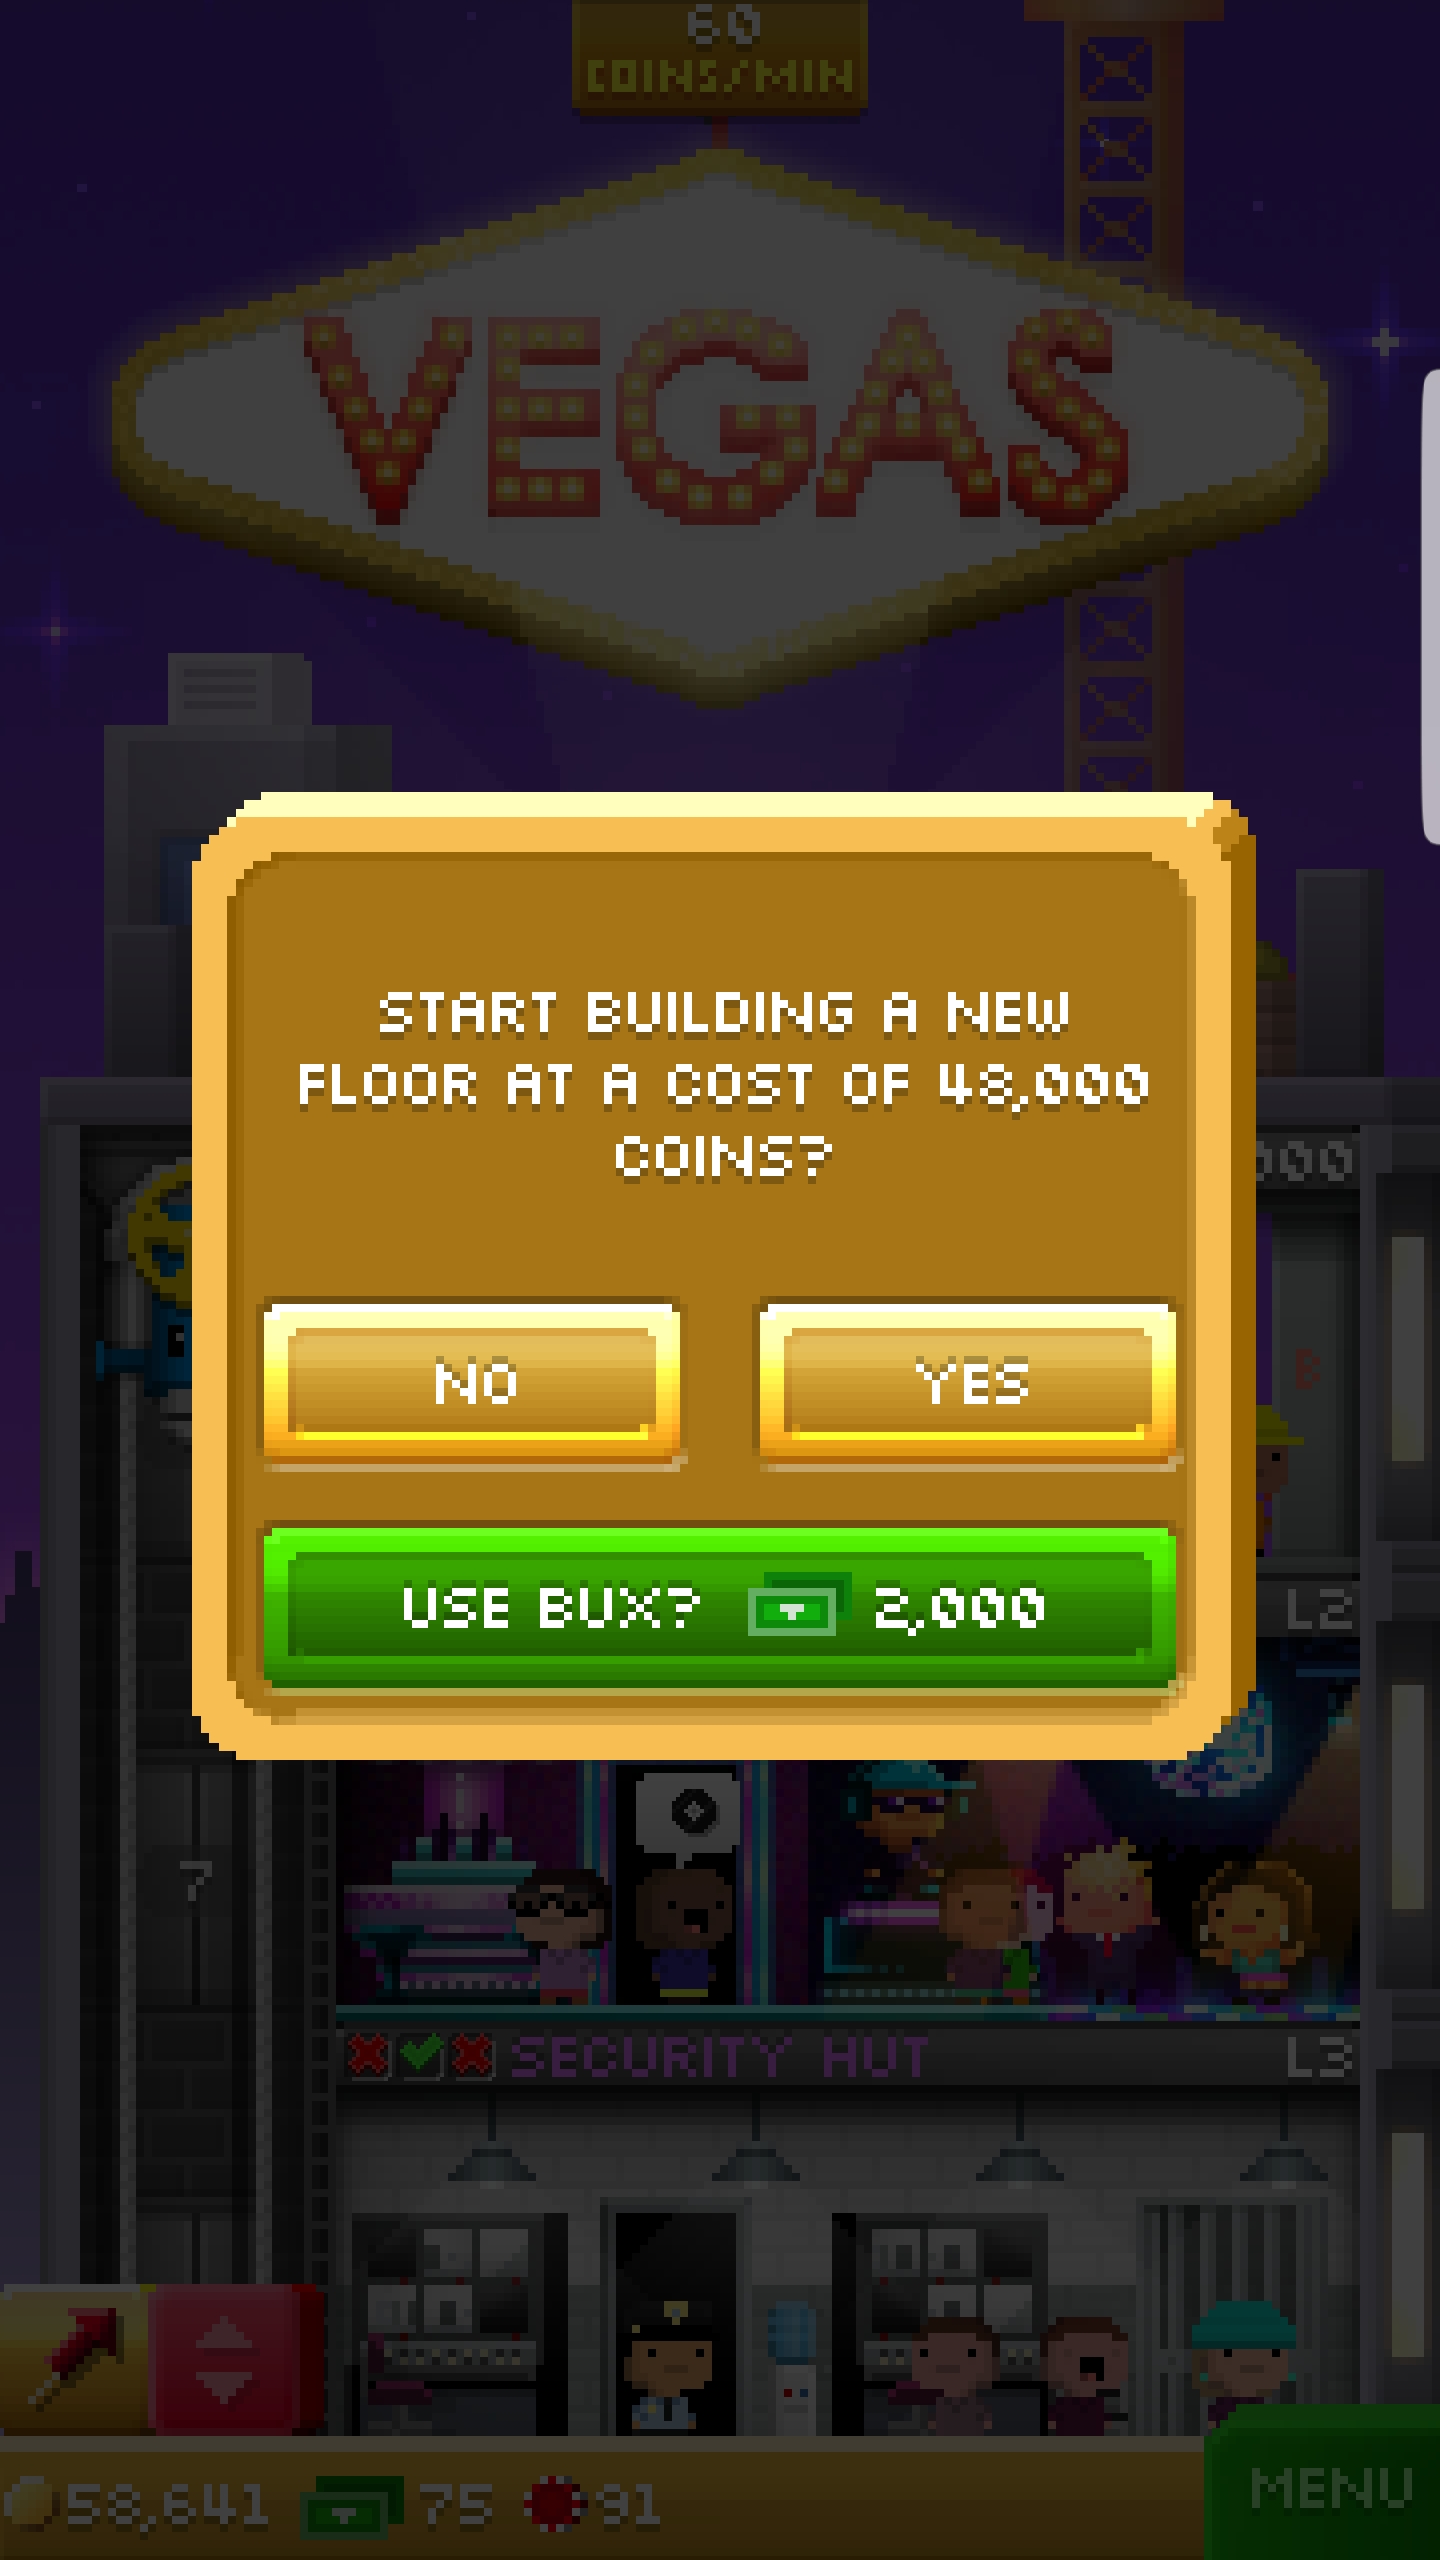 60
COINS/MIN
VEGAS
START BUILDING A NEW
FLOOR AT A COST OF 48,000
COINS?
000
NO
YES
B
USE BUX? 2,000
L2
7
SECURITY HUT L3
58,641 75 91
MENU